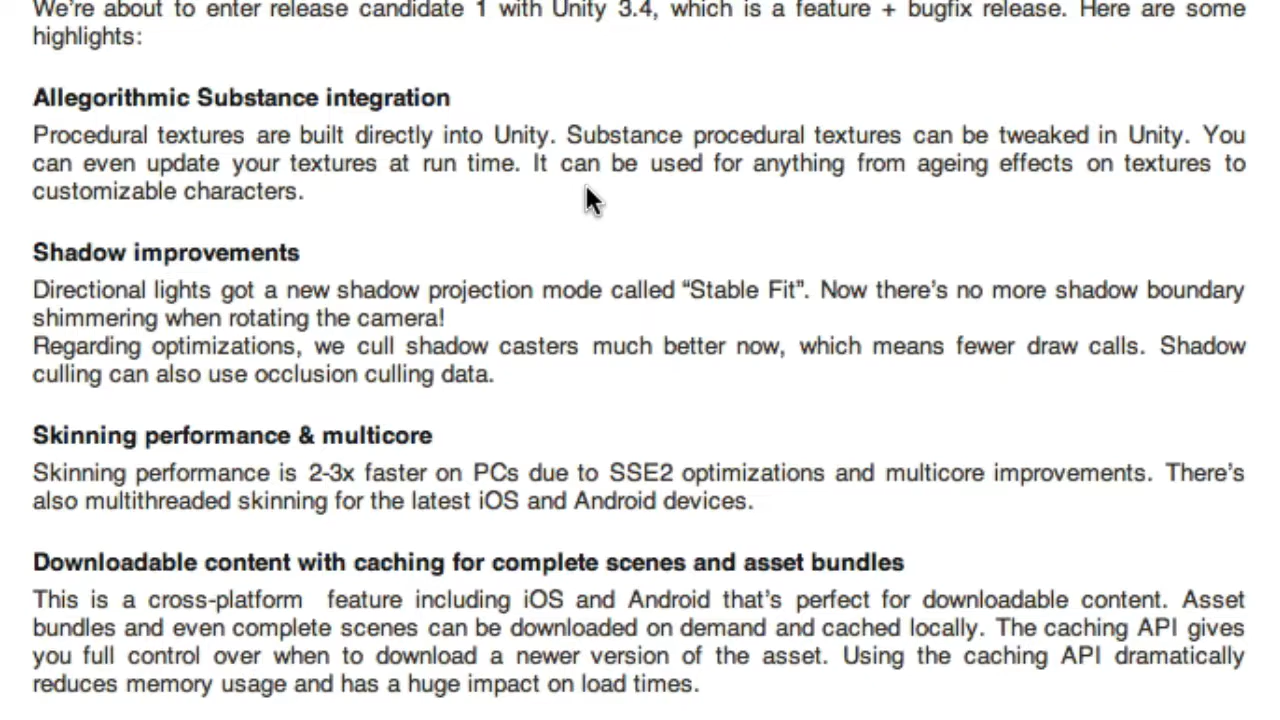 We're about to enter release candidate 1 with Unity 3.4, which is a feature + bugfix release. Here are some
highlights:
Allegorithmic Substance integration
Procedural textures are built directly into Unity. Substance procedural textures can be tweaked in Unity. You
can even update your textures at run time. It can be used for anything from ageing effects on textures to
customizable characters.
Shadow improvements
Directional lights got a new shadow projection mode called “Stable Fit”. Now there's no more shadow boundary
shimmering when rotating the camera!
Regarding optimizations, we cull shadow casters much better now, which means fewer draw calls. Shadow
culling can also use occlusion culling data.
Skinning performance & multicore
Skinning performance is 2-3x faster on PCs due to SSE2 optimizations and multicore improvements. There's
also multithreaded skinning for the latest iOS and Android devices.
Downloadable content with caching for complete scenes and asset bundles
This is a cross-platform feature including iOS and Android that's perfect for downloadable content. Asset
bundles and even complete scenes can be downloaded on demand and cached locally. The caching API gives
you full control over when to download a newer version of the asset. Using the caching API dramatically
reduces memory usage and has a huge impact on load times.